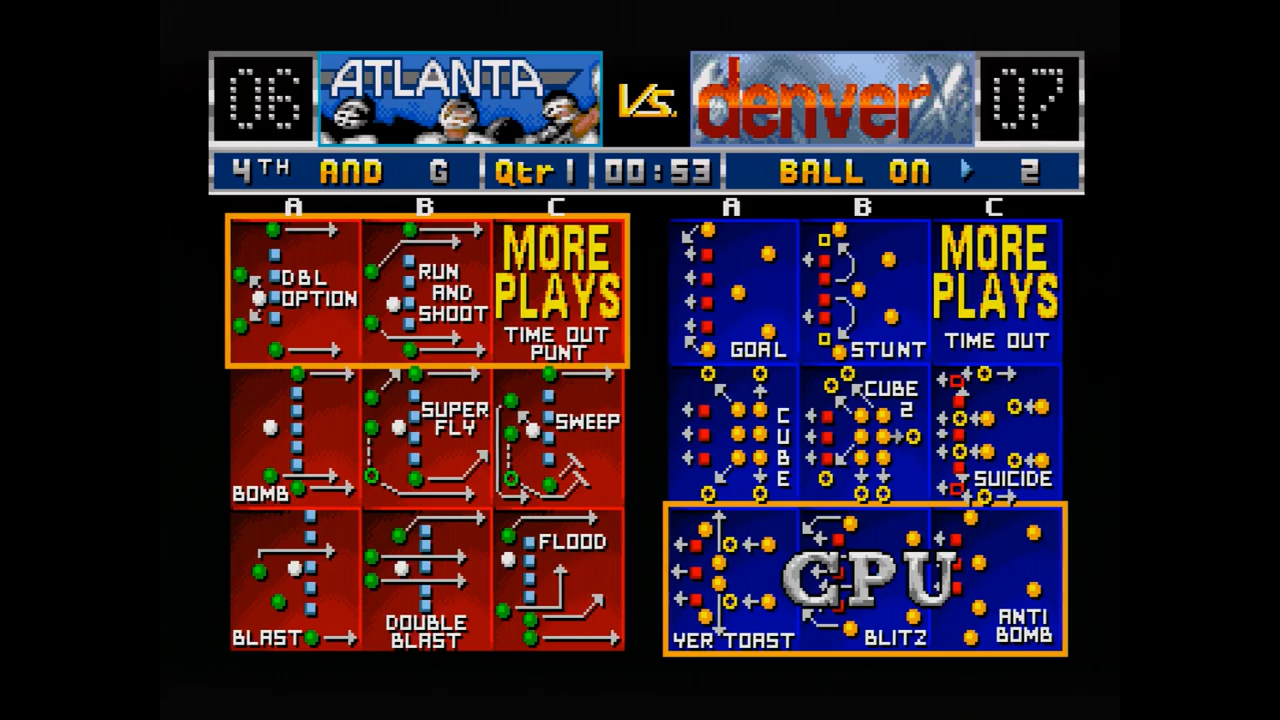 06 ATLANTA VS. denver 07
4TH AND G Qtr 1 00:53 BALL ON 2
A B C A B C
DBL OPTION
RUN AND SHOOT
MORE PLAYS
TIME OUT
PUNT
GOAL
STUNT
MORE PLAYS
TIME OUT
BOMB
SUPER FLY
SWEEP
CUBE
CUBE 2
SUICIDE
BLAST
DOUBLE BLAST
FLOOD
YER TOAST
BLITZ
ANTI BOMB
CPU